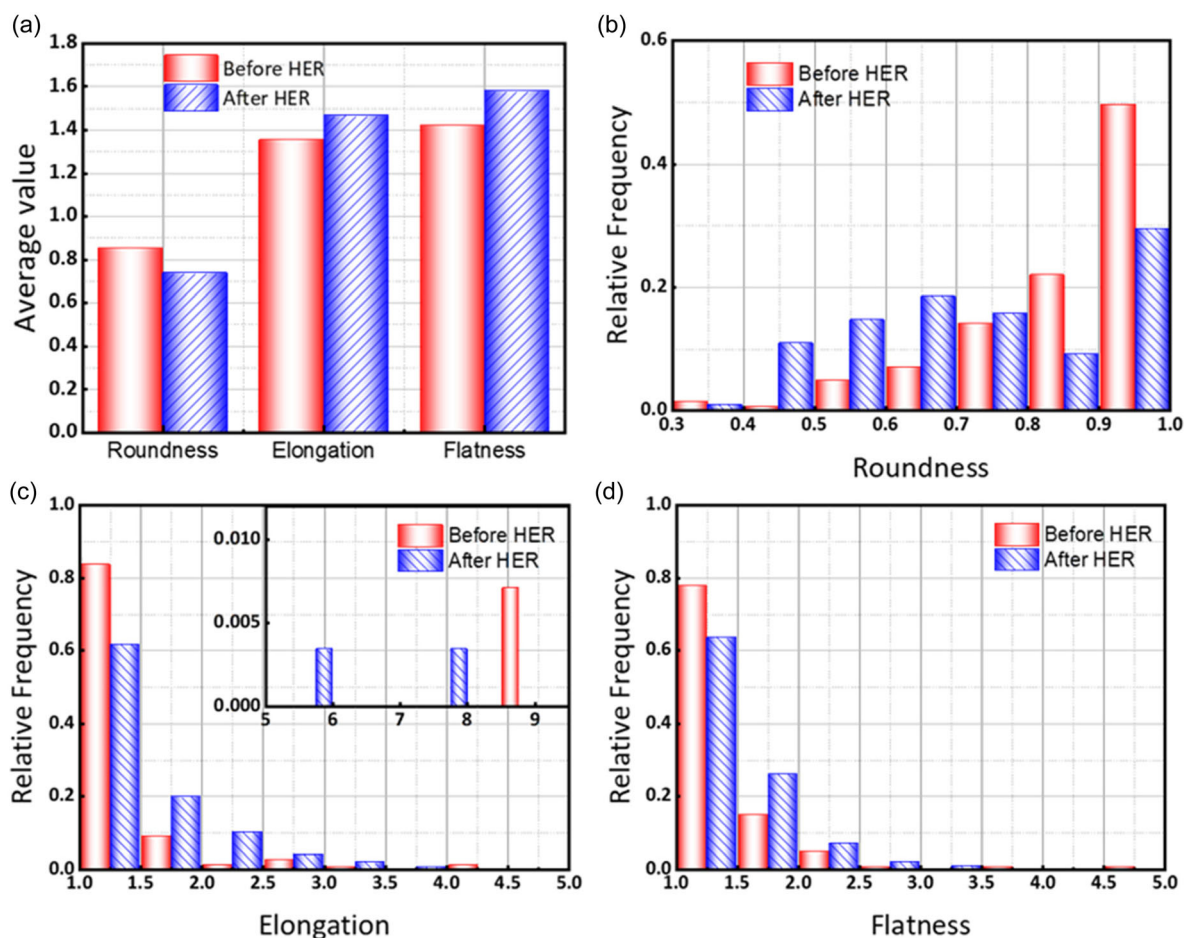 (a)
1.8
1.6
1.4
1.2
1.0
0.8
0.6
0.4
0.2
0.0
Average value
Before HER
After HER
Roundness Elongation Flatness
(b)
0.6
0.4
0.2
0.0
Relative Frequency
Before HER
After HER
0.3 0.4 0.5 0.6 0.7 0.8 0.9 1.0
Roundness
(c)
1.0
0.8
0.6
0.4
0.2
0.0
Relative Frequency
0.010
0.005
0.000
Before HER
After HER
5 6 7 8 9
1.0 1.5 2.0 2.5 3.0 3.5 4.0 4.5 5.0
Elongation
(d)
1.0
0.8
0.6
0.4
0.2
0.0
Relative Frequency
Before HER
After HER
1.0 1.5 2.0 2.5 3.0 3.5 4.0 4.5 5.0
Flatness